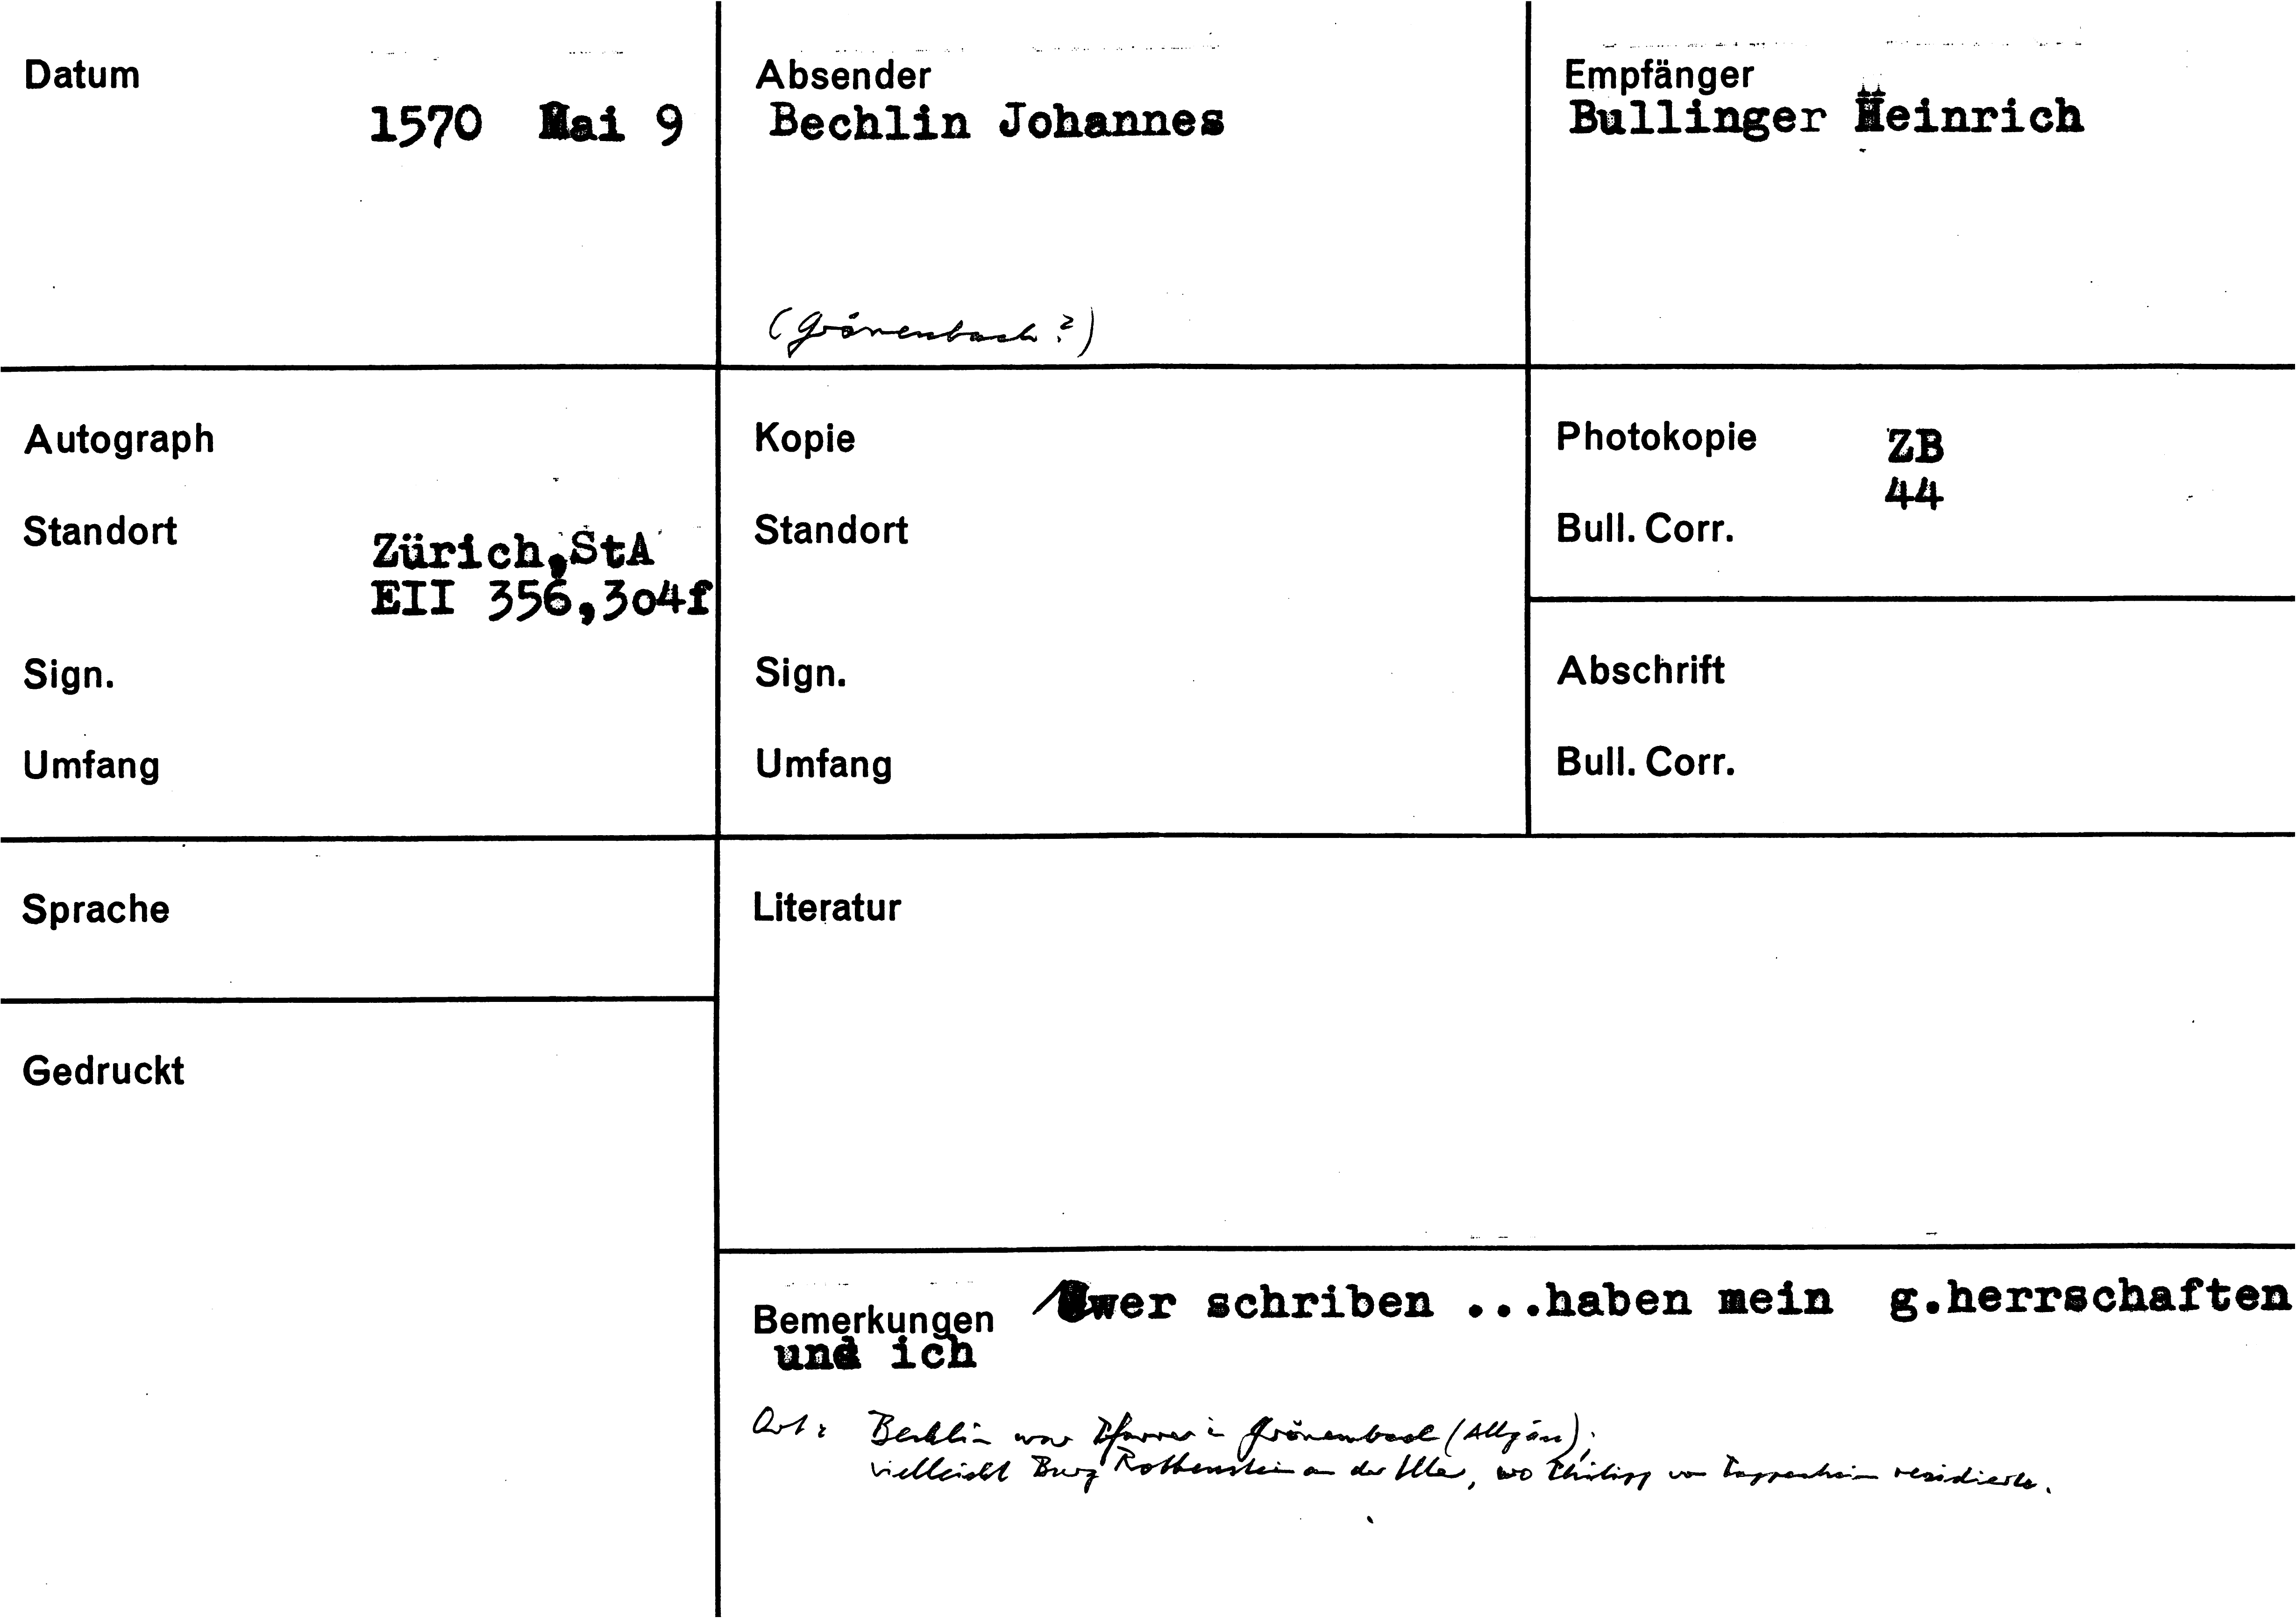 Datum
1570 Mai 9
Absender
Bechlin Johannes
(Grönenbach?)
Empfänger
Bullinger Heinrich
Autograph
Standort
Zürich,StA
EII 356,3o4f
Sign.
Umfang
Kopie
Standort
Sign.
Umfang
Photokopie ZB
44
Bull. Corr.
Abschrift
Bull. Corr.
Sprache
Gedruckt
Literatur
Bemerkungen Uwer schriben ...haben mein g.herrschaften
und ich
Ort: Bechlin war Pfarrer in Grönenbach (Allgäu);
vielleicht Burg Rothenstein an der Iller, wo Philipp von Pappenheim residierte.